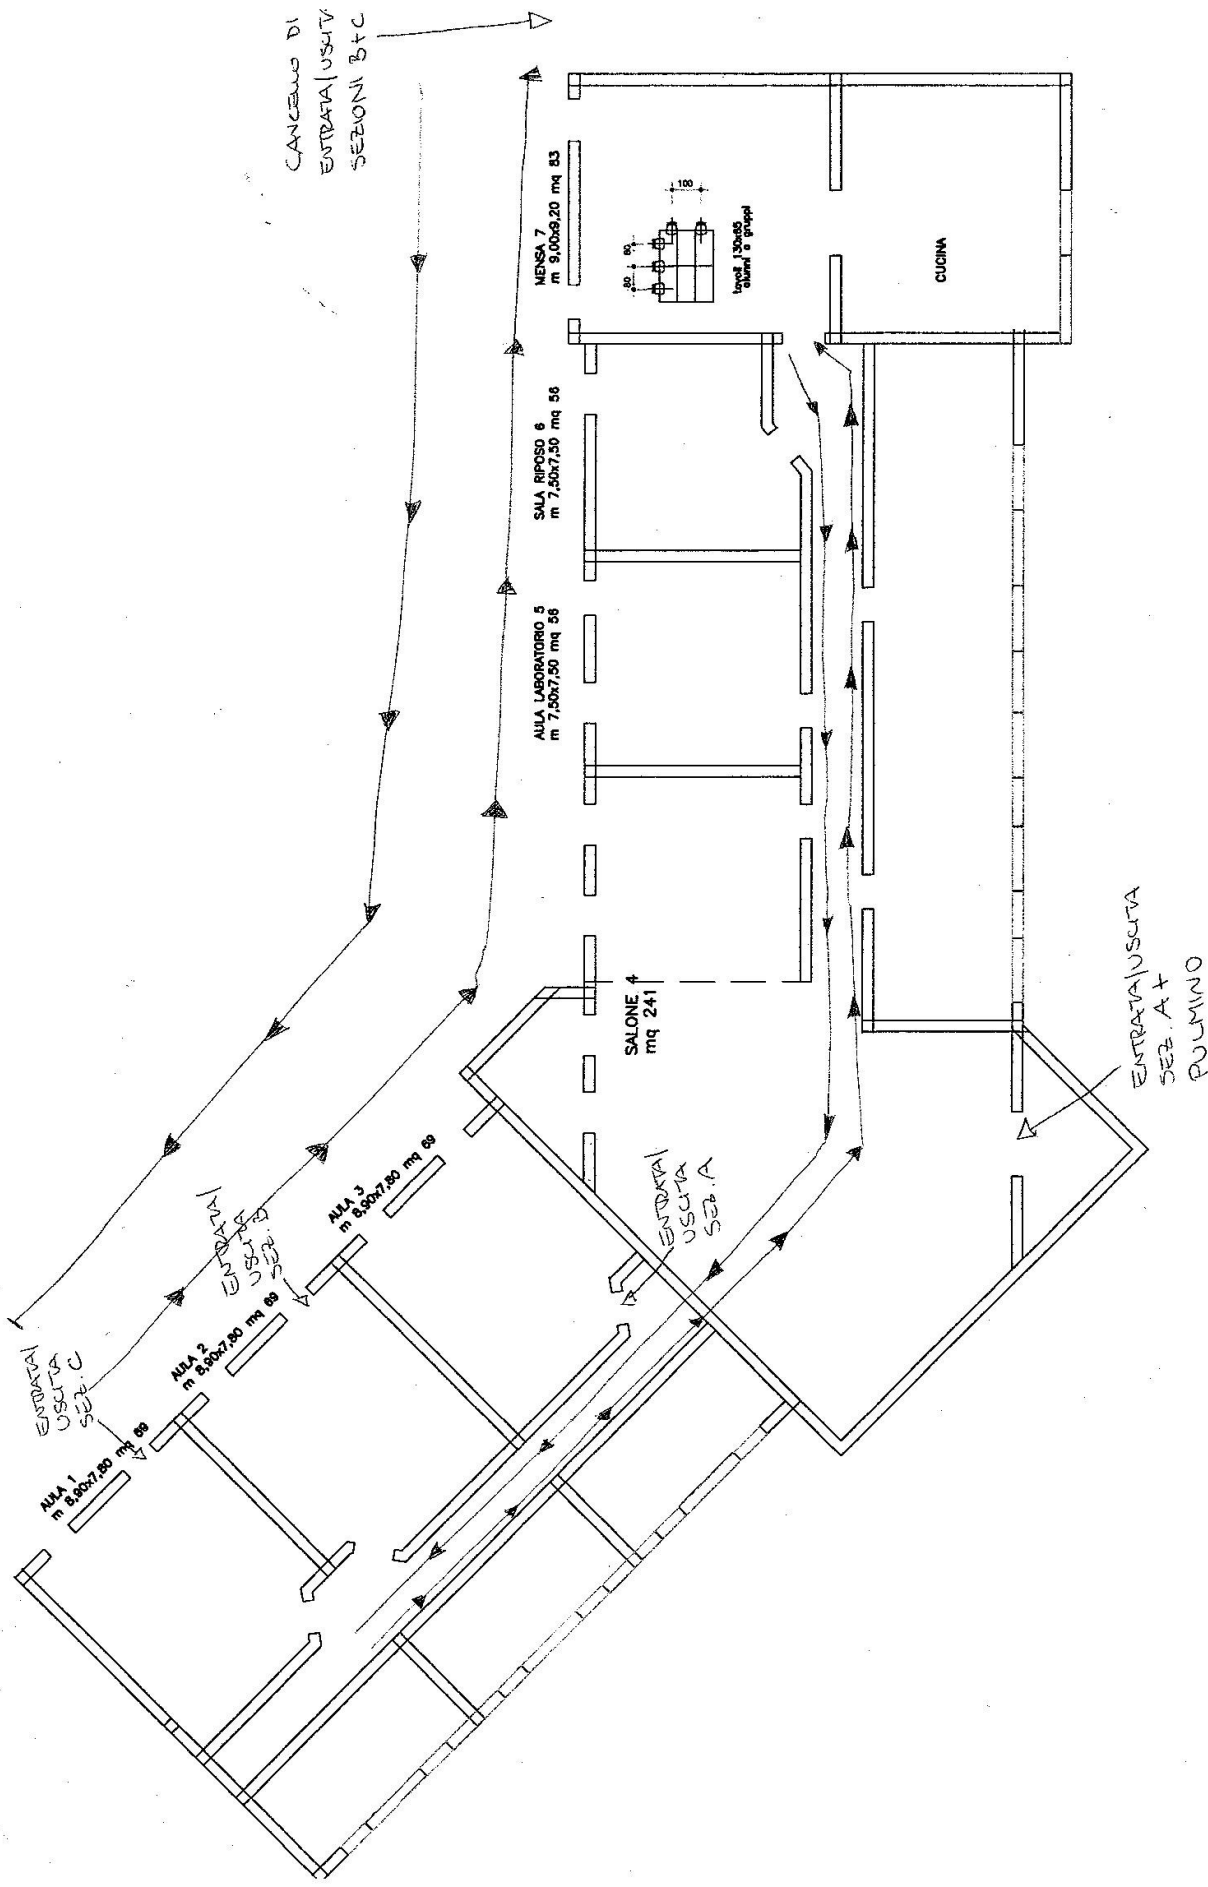 CANCELLO DI
ENTRATA/USCITA
SEZIONI B+C
MENSA 7
m 9,00x9,20 mq 83
100
80
80
tavoli 130x65
alunni a gruppi
CUCINA
SALA RIPOSO 6
m 7,50x7,50 mq 56
AULA LABORATORIO 5
m 7,50x7,50 mq 56
SALONE 4
mq 241
ENTRATA/USCITA
SEZ. A +
PULMINO
ENTRATA/
USCITA
SEZ. A
AULA 3
m 8,90x7,80 mq 69
ENTRATA/
USCITA
SEZ. B
AULA 2
m 8,90x7,80 mq 69
ENTRATA/
USCITA
SEZ. C
AULA 1
m 8,90x7,80 mq 69